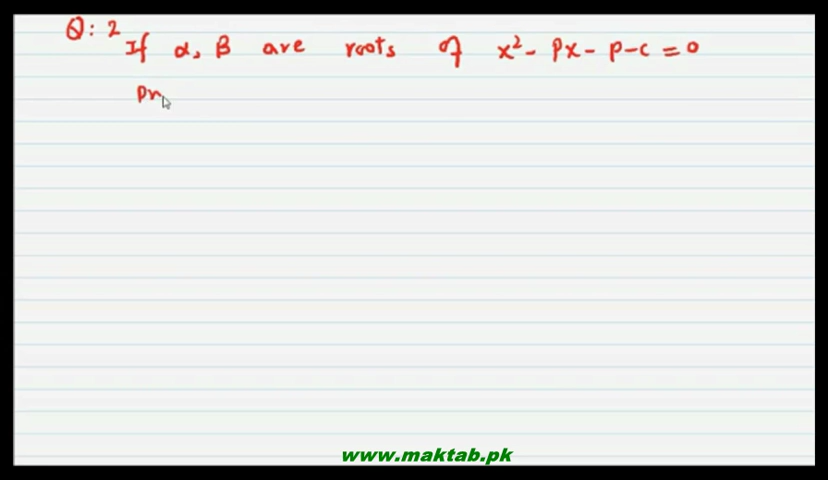 Q: 2
If α, β are roots of x² - Px - P - c = 0
Pr
www.maktab.pk